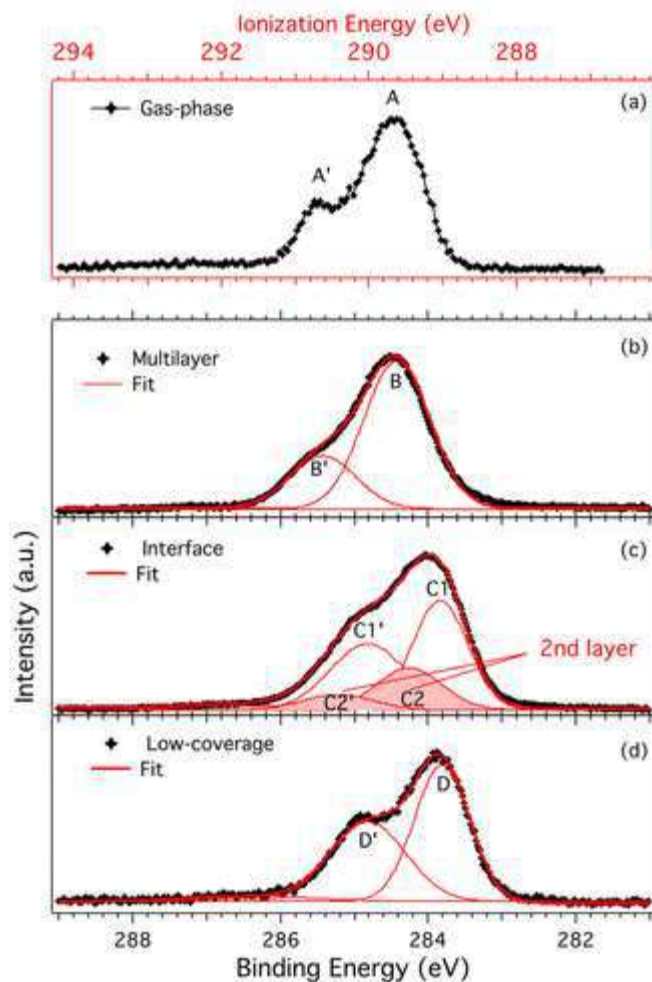 Ionization Energy (eV)
294 292 290 288
Gas-phase
A
A'
(a)
Multilayer
Fit
B
B'
(b)
Interface
Fit
C1
C1'
2nd layer
C2'
C2
(c)
Low-coverage
Fit
D
D'
(d)
Intensity (a.u.)
288 286 284 282
Binding Energy (eV)